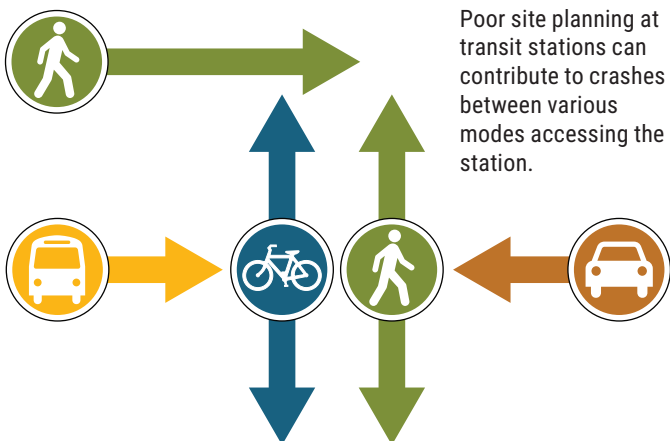 Poor site planning at
transit stations can
contribute to crashes
between various
modes accessing the
station.